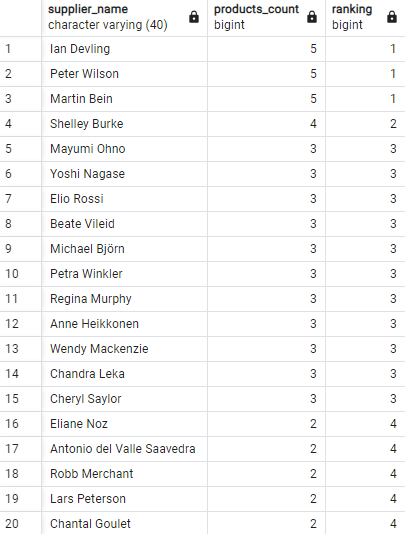 supplier_name products_count ranking
character varying (40) bigint bigint
1 Ian Devling 5 1
2 Peter Wilson 5 1
3 Martin Bein 5 1
4 Shelley Burke 4 2
5 Mayumi Ohno 3 3
6 Yoshi Nagase 3 3
7 Elio Rossi 3 3
8 Beate Vileid 3 3
9 Michael Björn 3 3
10 Petra Winkler 3 3
11 Regina Murphy 3 3
12 Anne Heikkonen 3 3
13 Wendy Mackenzie 3 3
14 Chandra Leka 3 3
15 Cheryl Saylor 3 3
16 Eliane Noz 2 4
17 Antonio del Valle Saavedra 2 4
18 Robb Merchant 2 4
19 Lars Peterson 2 4
20 Chantal Goulet 2 4